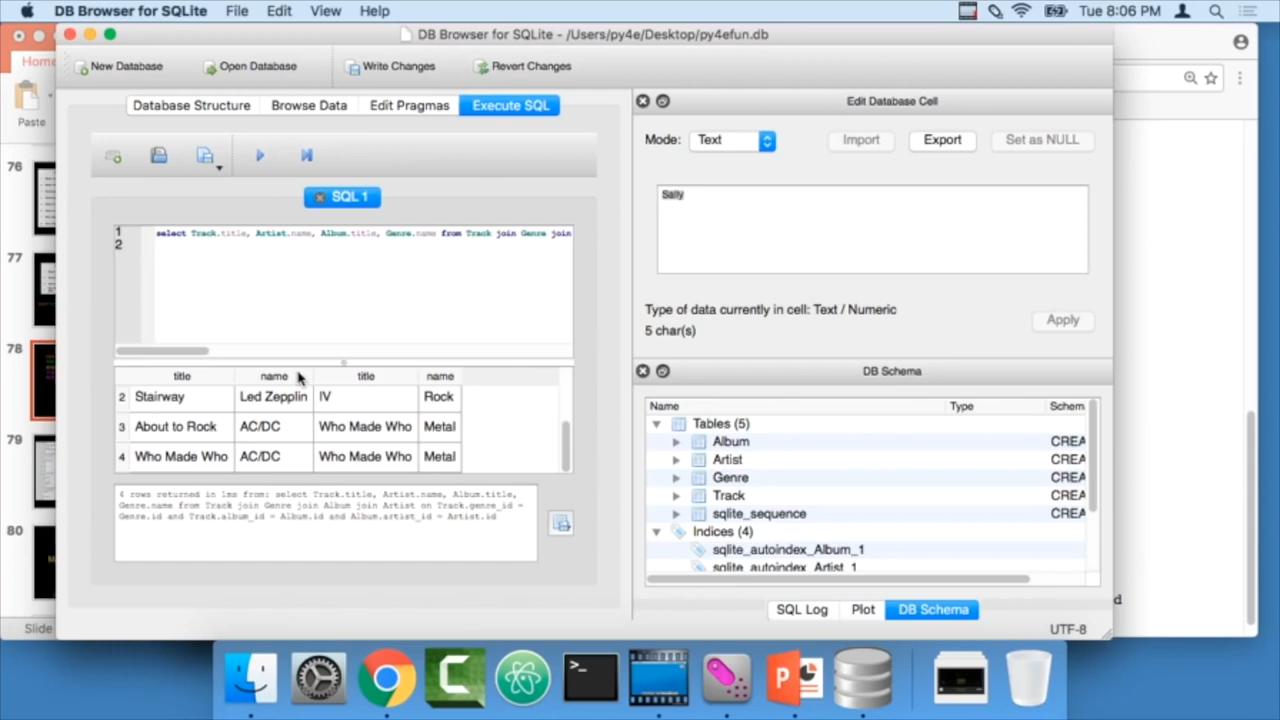 DB Browser for SQLite File Edit View Help Tue 8:06 PM
DB Browser for SQLite - /Users/py4e/Desktop/py4efun.db
Home
New Database Open Database Write Changes Revert Changes
Paste
Database Structure Browse Data Edit Pragmas Execute SQL
Edit Database Cell
Mode: Text Import Export Set as NULL
76
SQL 1
Sally
1 select Track.title, Artist.name, Album.title, Genre.name from Track join Genre join
2
77
Type of data currently in cell: Text / Numeric
5 char(s)
Apply
78
DB Schema
title name title name
2 Stairway Led Zepplin IV Rock
3 About to Rock AC/DC Who Made Who Metal
4 Who Made Who AC/DC Who Made Who Metal
Name Type Schem
Tables (5)
Album CREA
Artist CREA
Genre CREA
Track CREA
sqlite_sequence CREA
Indices (4)
sqlite_autoindex_Album_1
sqlite_autoindex_Artist_1
79
4 rows returned in 1ms from: select Track.title, Artist.name, Album.title,
Genre.name from Track join Genre join Album join Artist on Track.genre_id =
Genre.id and Track.album_id = Album.id and Album.artist_id = Artist.id
80
SQL Log Plot DB Schema
d
Slide
UTF-8